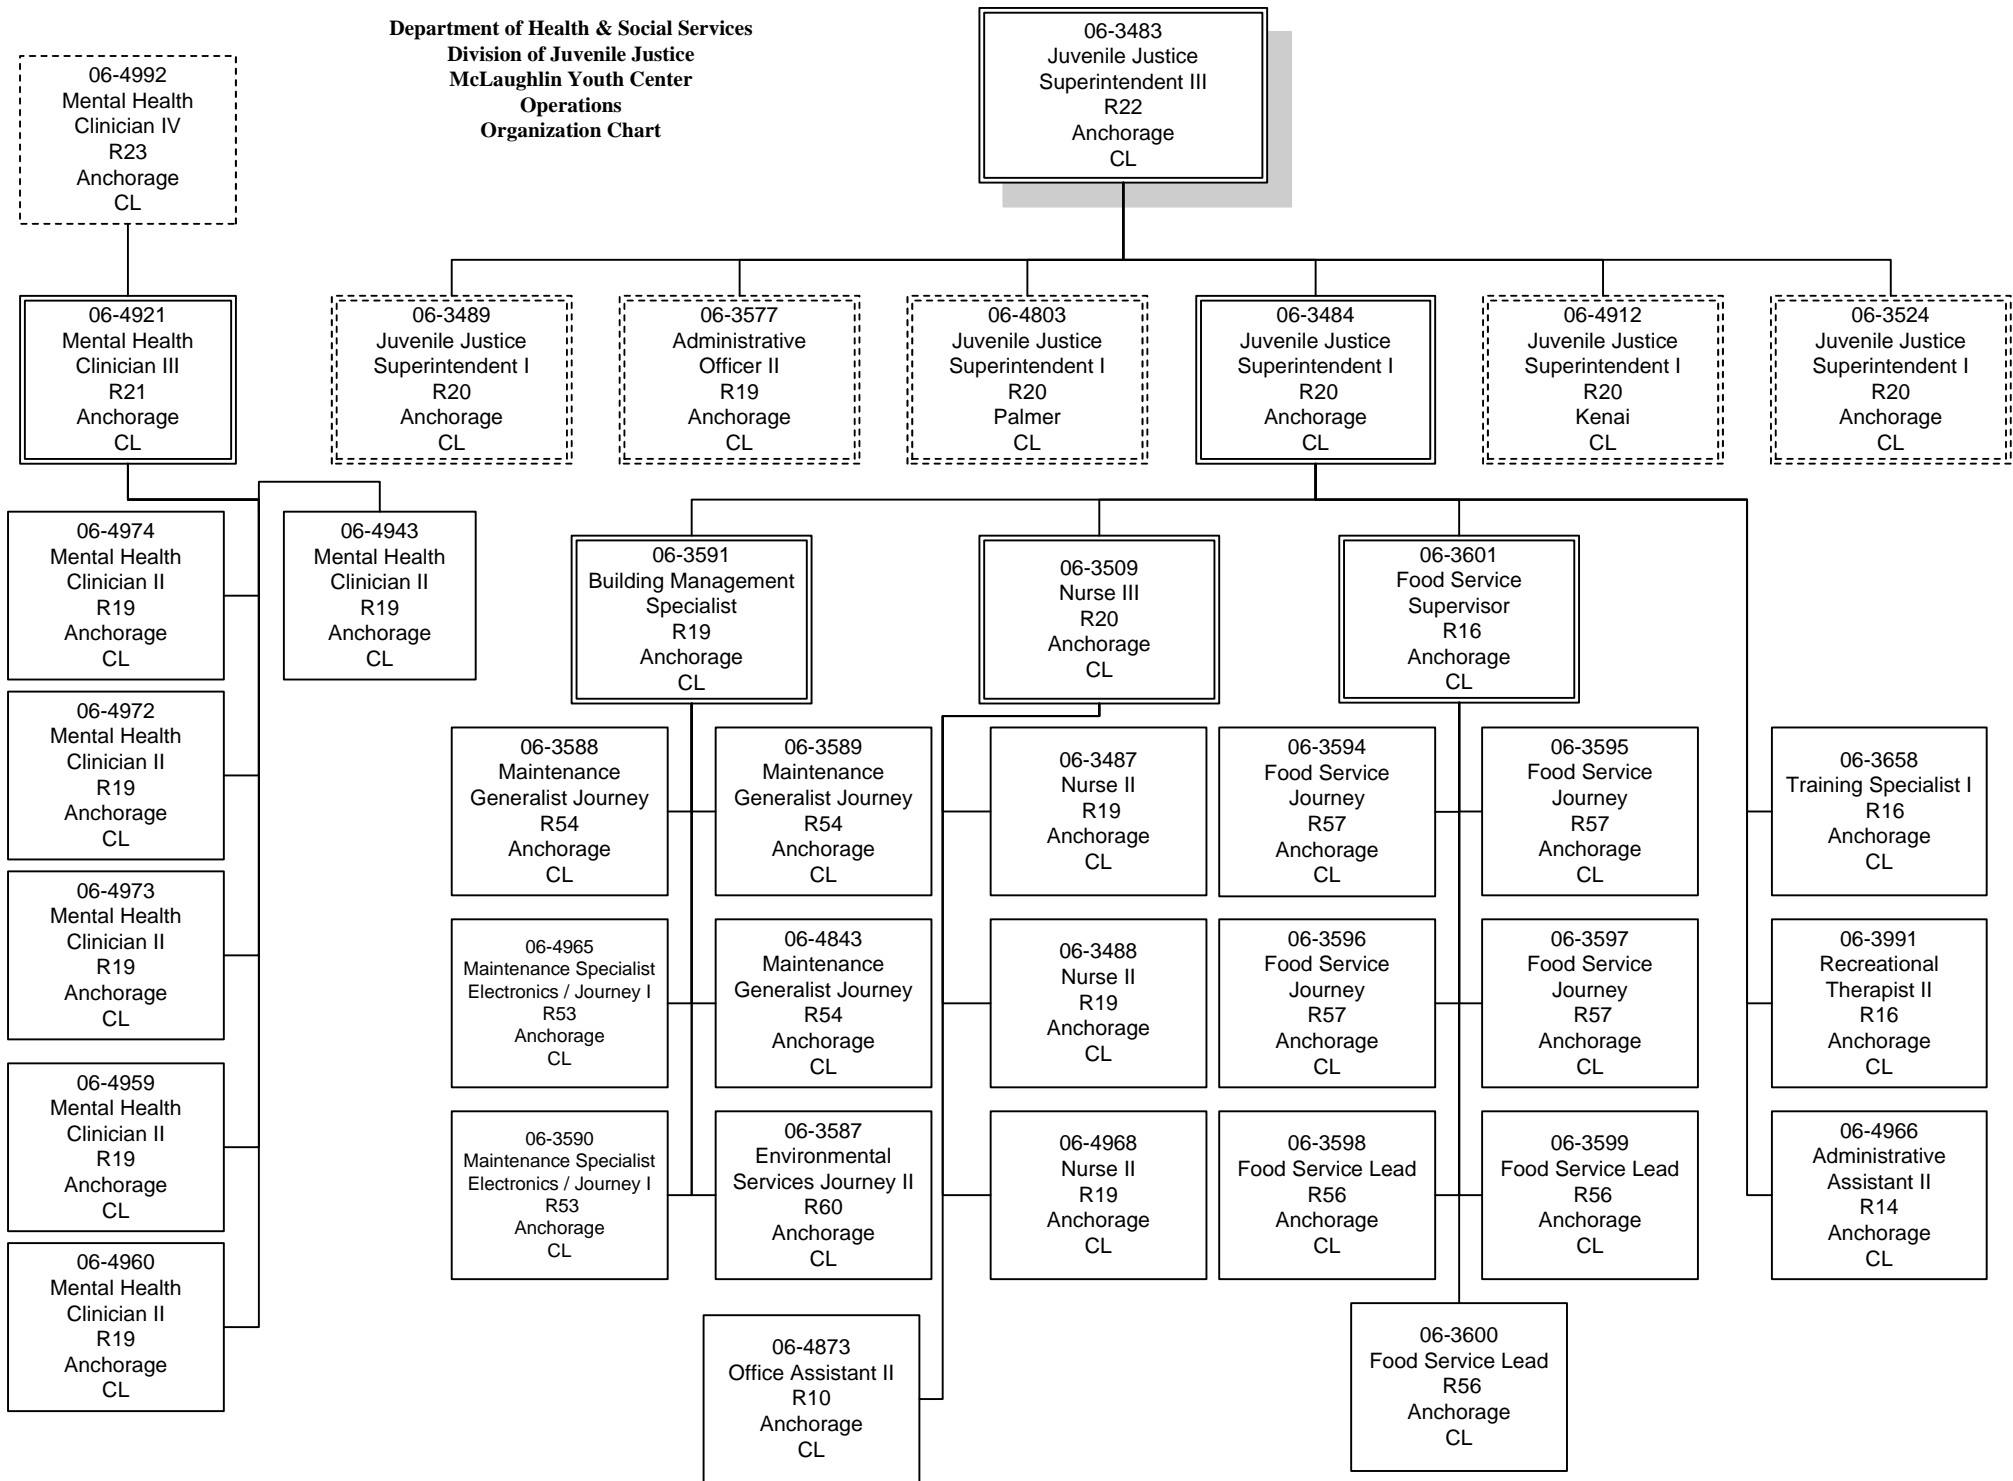 Department of Health & Social Services
Division of Juvenile Justice
McLaughlin Youth Center
Operations
Organization Chart
06-3483
Juvenile Justice
Superintendent III
R22
Anchorage
CL
06-4992
Mental Health
Clinician IV
R23
Anchorage
CL
06-4921
Mental Health
Clinician III
R21
Anchorage
CL
06-3489
Juvenile Justice
Superintendent I
R20
Anchorage
CL
06-3577
Administrative
Officer II
R19
Anchorage
CL
06-4803
Juvenile Justice
Superintendent I
R20
Palmer
CL
06-3484
Juvenile Justice
Superintendent I
R20
Anchorage
CL
06-4912
Juvenile Justice
Superintendent I
R20
Kenai
CL
06-3524
Juvenile Justice
Superintendent I
R20
Anchorage
CL
06-4974
Mental Health
Clinician II
R19
Anchorage
CL
06-4943
Mental Health
Clinician II
R19
Anchorage
CL
06-3591
Building Management
Specialist
R19
Anchorage
CL
06-3509
Nurse III
R20
Anchorage
CL
06-3601
Food Service
Supervisor
R16
Anchorage
CL
06-4972
Mental Health
Clinician II
R19
Anchorage
CL
06-3588
Maintenance
Generalist Journey
R54
Anchorage
CL
06-3589
Maintenance
Generalist Journey
R54
Anchorage
CL
06-3487
Nurse II
R19
Anchorage
CL
06-3594
Food Service
Journey
R57
Anchorage
CL
06-3595
Food Service
Journey
R57
Anchorage
CL
06-3658
Training Specialist I
R16
Anchorage
CL
06-4973
Mental Health
Clinician II
R19
Anchorage
CL
06-4965
Maintenance Specialist
Electronics / Journey I
R53
Anchorage
CL
06-4843
Maintenance
Generalist Journey
R54
Anchorage
CL
06-3488
Nurse II
R19
Anchorage
CL
06-3596
Food Service
Journey
R57
Anchorage
CL
06-3597
Food Service
Journey
R57
Anchorage
CL
06-3991
Recreational
Therapist II
R16
Anchorage
CL
06-4959
Mental Health
Clinician II
R19
Anchorage
CL
06-3590
Maintenance Specialist
Electronics / Journey I
R53
Anchorage
CL
06-3587
Environmental
Services Journey II
R60
Anchorage
CL
06-4968
Nurse II
R19
Anchorage
CL
06-3598
Food Service Lead
R56
Anchorage
CL
06-3599
Food Service Lead
R56
Anchorage
CL
06-4966
Administrative
Assistant II
R14
Anchorage
CL
06-4960
Mental Health
Clinician II
R19
Anchorage
CL
06-4873
Office Assistant II
R10
Anchorage
CL
06-3600
Food Service Lead
R56
Anchorage
CL